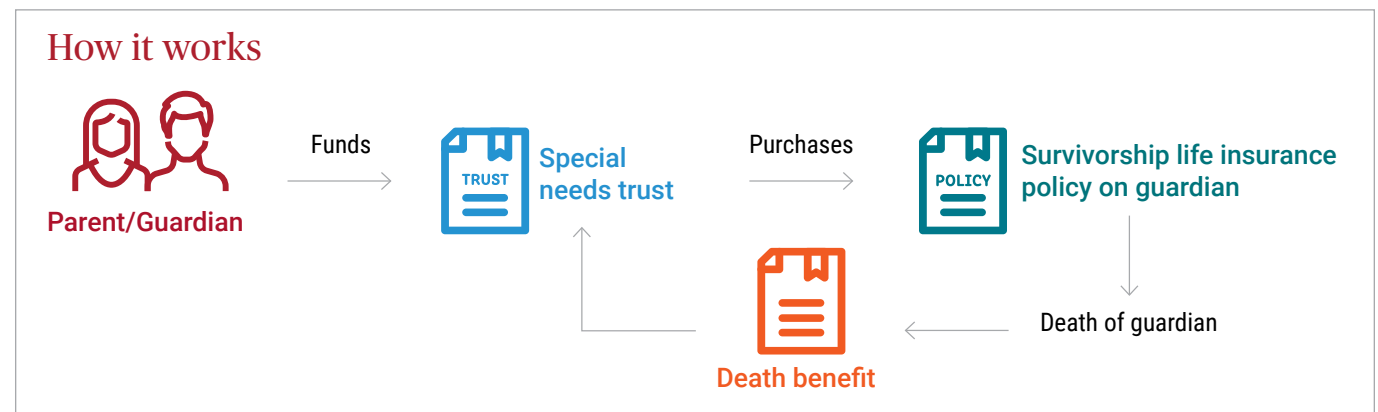 How it works
Funds
Purchases
TRUST
Special
needs trust
POLICY
Survivorship life insurance
policy on guardian
Parent/Guardian
Death of guardian
Death benefit